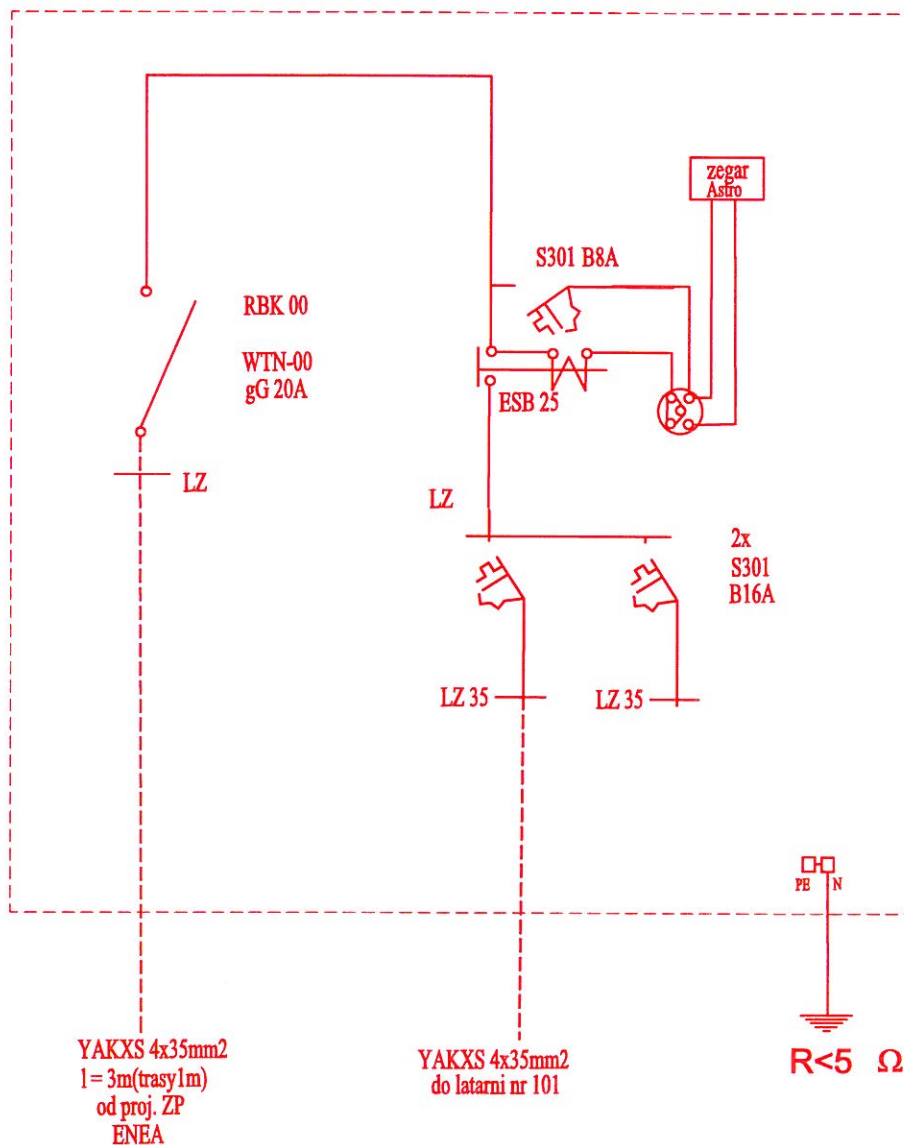 zegar
Astro
S301 B8A
RBK 00
WTN-00
gG 20A
ESB 25
LZ
LZ
2x
S301
B16A
LZ 35
LZ 35
PE N
YAKXS 4x35mm2
l = 3m(trasy1m)
od proj. ZP
ENEA
YAKXS 4x35mm2
do latarni nr 101
R<5 Ω